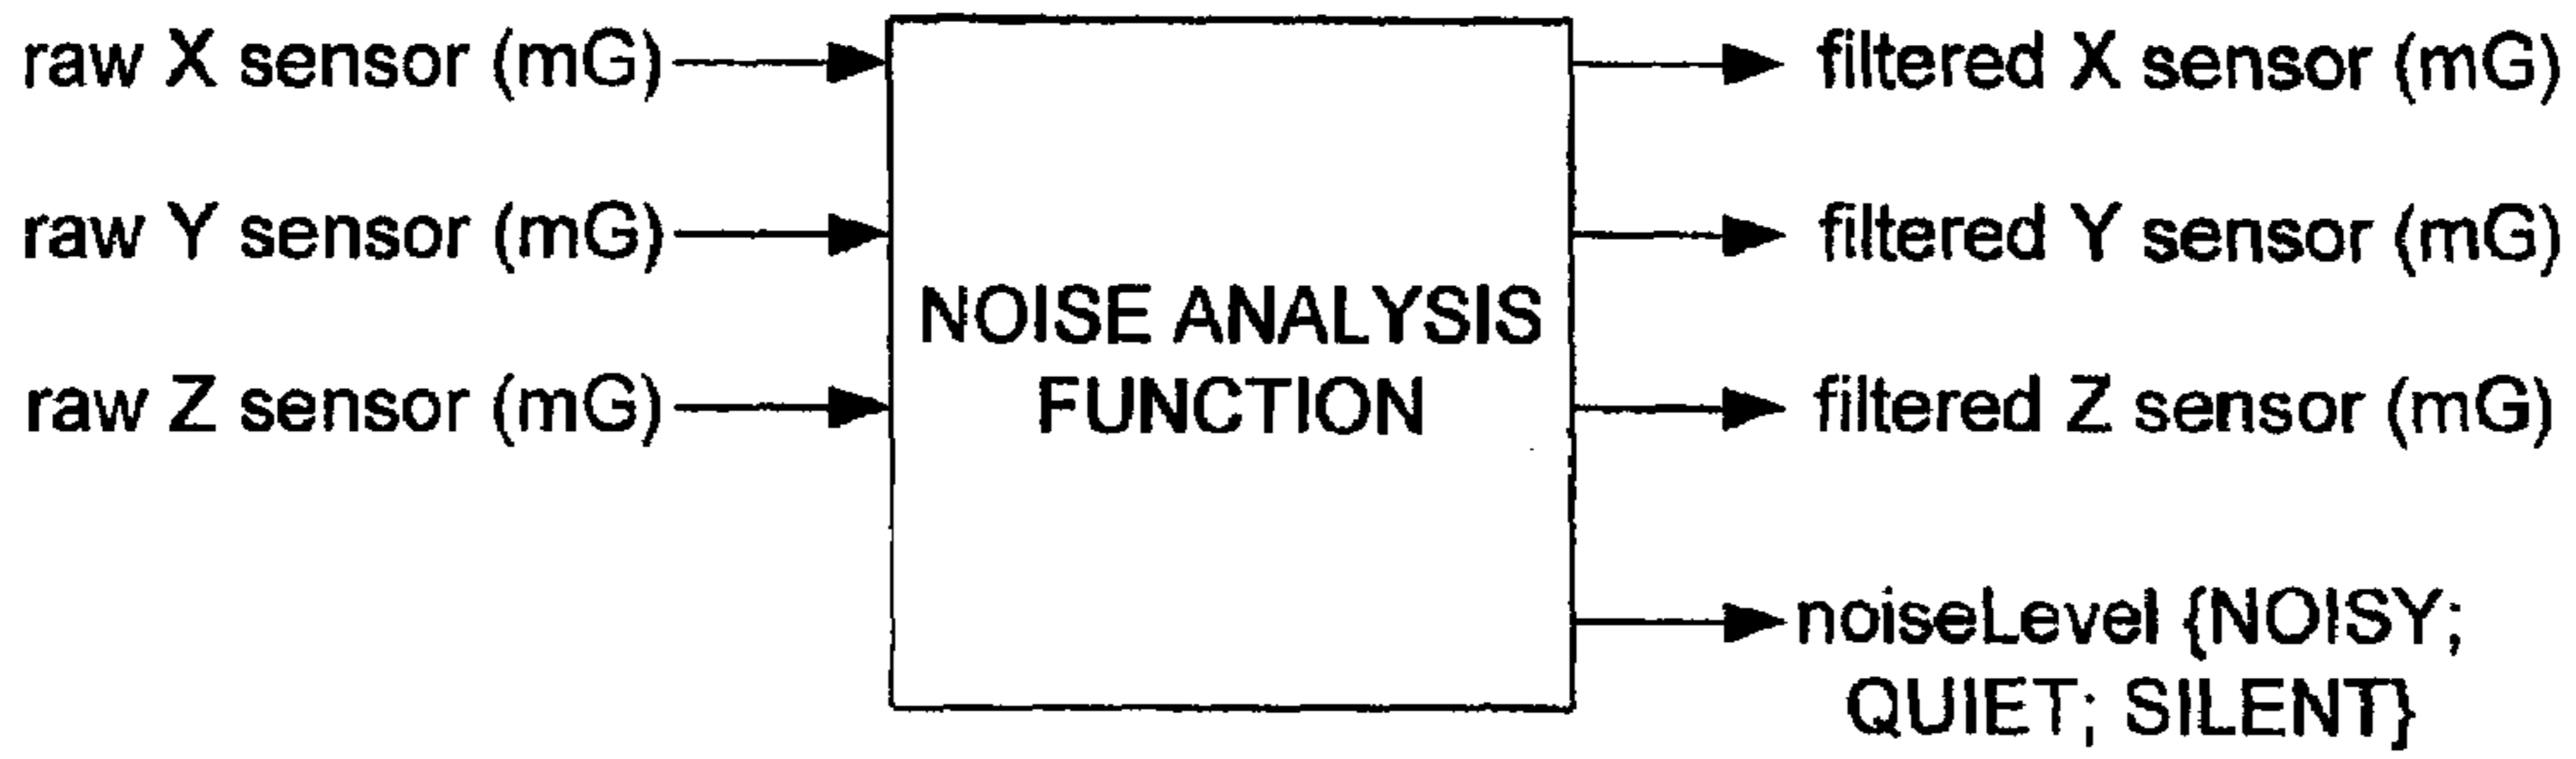 raw X sensor (mG)
raw Y sensor (mG)
raw Z sensor (mG)
NOISE ANALYSIS
FUNCTION
filtered X sensor (mG)
filtered Y sensor (mG)
filtered Z sensor (mG)
noiseLevel {NOISY;
QUIET; SILENT}